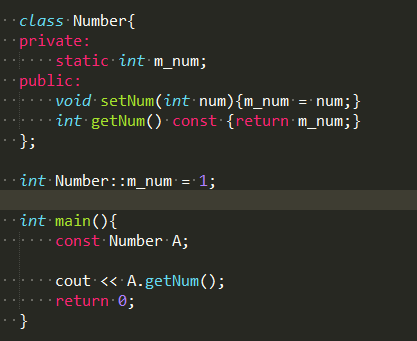 class Number{
private:
    static int m_num;
public:
    void setNum(int num){m_num = num;}
    int getNum() const {return m_num;}
};

int Number::m_num = 1;

int main(){
    const Number A;

    cout << A.getNum();
    return 0;
}